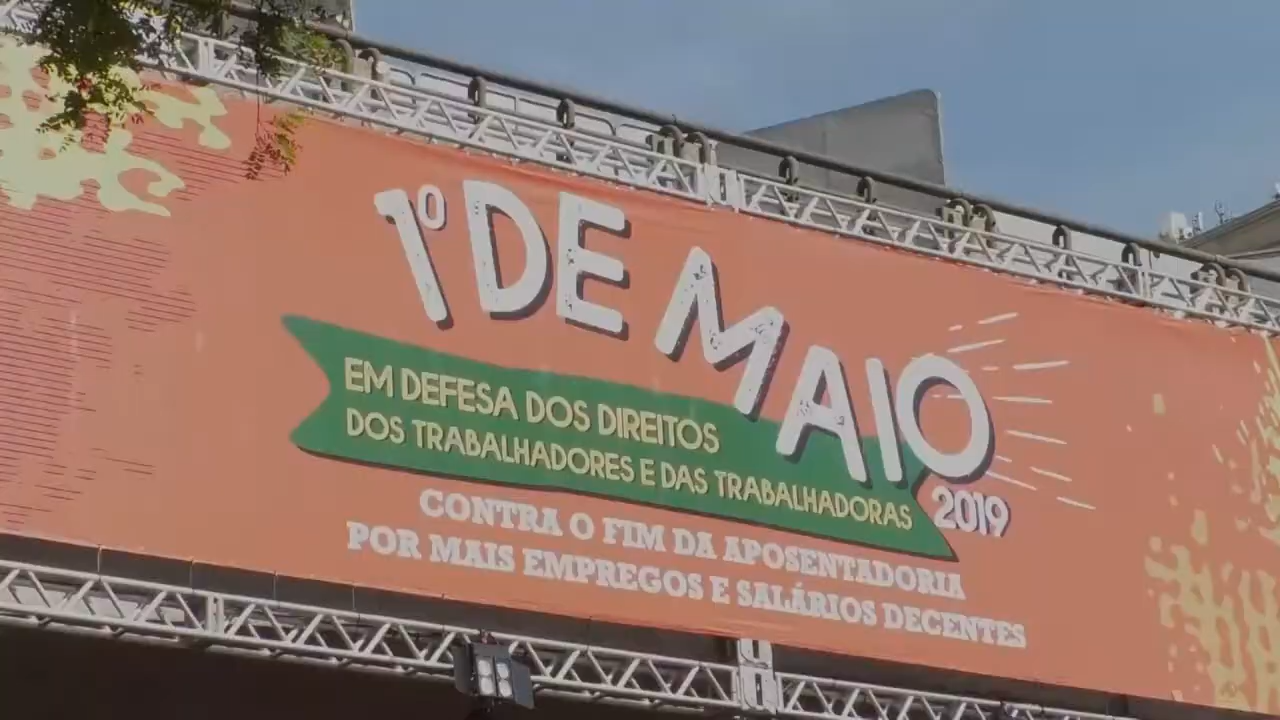 1º DE MAIO
EM DEFESA DOS DIREITOS
DOS TRABALHADORES E DAS TRABALHADORAS
2019
CONTRA O FIM DA APOSENTADORIA
POR MAIS EMPREGOS E SALÁRIOS DECENTES